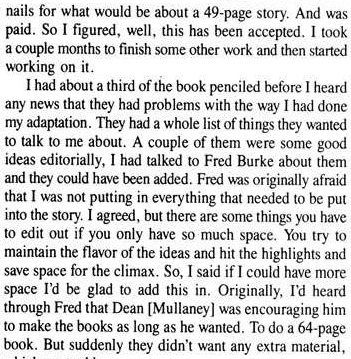 nails for what would be about a 49-page story. And was
paid. So I figured, well, this has been accepted. I took
a couple months to finish some other work and then started
working on it.
I had about a third of the book penciled before I heard
any news that they had problems with the way I had done
my adaptation. They had a whole list of things they wanted
to talk to me about. A couple of them were some good
ideas editorially, I had talked to Fred Burke about them
and they could have been added. Fred was originally afraid
that I was not putting in everything that needed to be put
into the story. I agreed, but there are some things you have
to edit out if you only have so much space. You try to
maintain the flavor of the ideas and hit the highlights and
save space for the climax. So, I said if I could have more
space I'd be glad to add this in. Originally, I'd heard
through Fred that Dean [Mullaney] was encouraging him
to make the books as long as he wanted. To do a 64-page
book. But suddenly they didn't want any extra material,